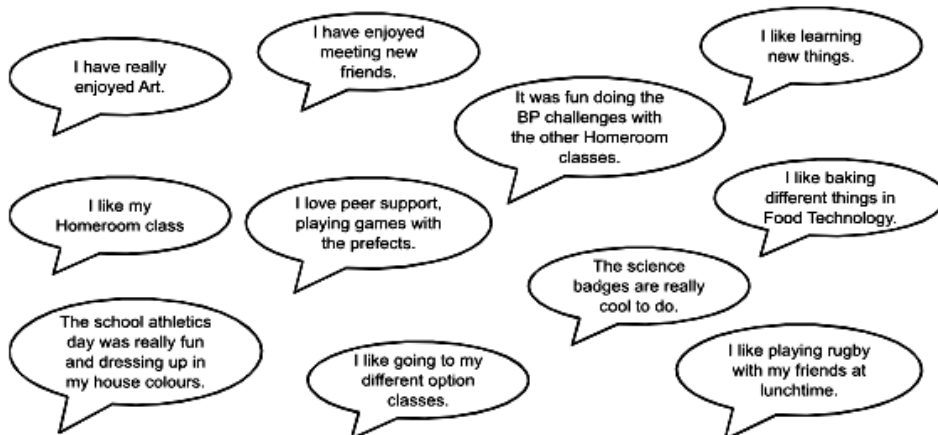 I have really
enjoyed Art.
I have enjoyed
meeting new
friends.
I like learning
new things.
It was fun doing the
BP challenges with
the other Homeroom
classes.
I like my
Homeroom class
I love peer support,
playing games with
the prefects.
I like baking
different things in
Food Technology.
The science
badges are really
cool to do.
The school athletics
day was really fun
and dressing up in
my house colours.
I like going to my
different option
classes.
I like playing rugby
with my friends at
lunchtime.